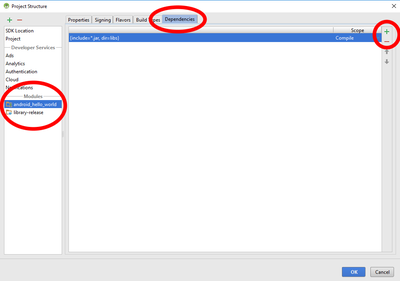 Project Structure
SDK Location
Project
Developer Services
Ads
Analytics
Authentication
Cloud
Notifications
Modules
android_hello_world
library-release
Properties
Signing
Flavors
Build Types
Dependencies
Scope
{include=*.jar, dir=libs}
Compile
OK
Cancel